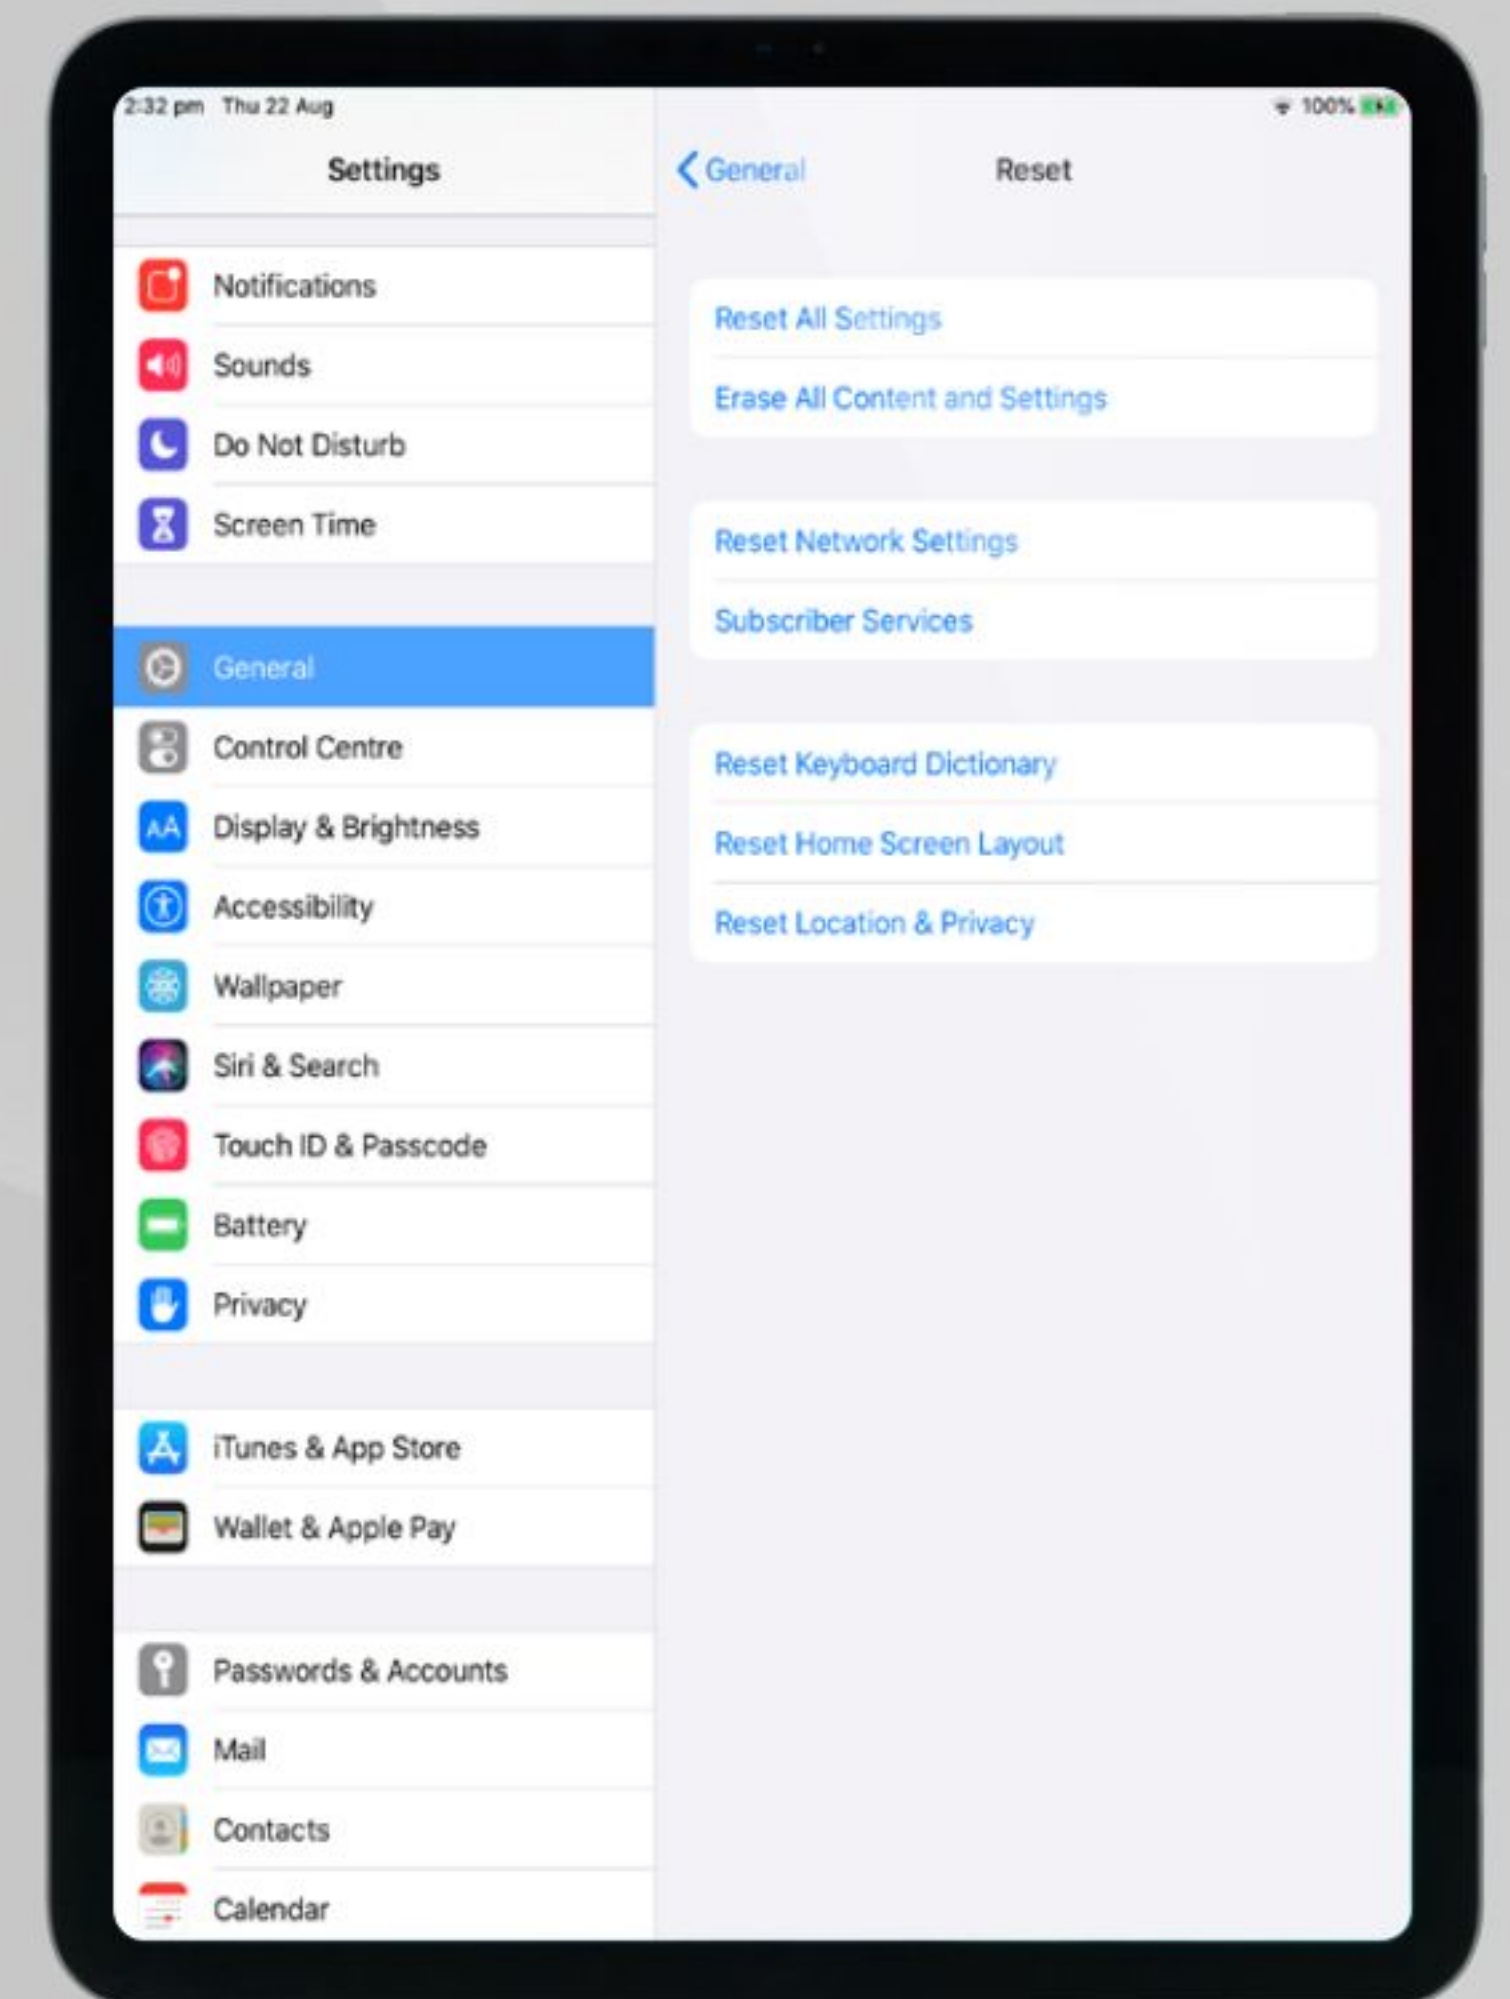 2:32 pm Thu 22 Aug
100%
Settings
Notifications
Sounds
Do Not Disturb
Screen Time
General
Control Centre
AA
Display & Brightness
Accessibility
Wallpaper
Siri & Search
Touch ID & Passcode
Battery
Privacy
iTunes & App Store
Wallet & Apple Pay
Passwords & Accounts
Mail
Contacts
Calendar
General
Reset
Reset All Settings
Erase All Content and Settings
Reset Network Settings
Subscriber Services
Reset Keyboard Dictionary
Reset Home Screen Layout
Reset Location & Privacy